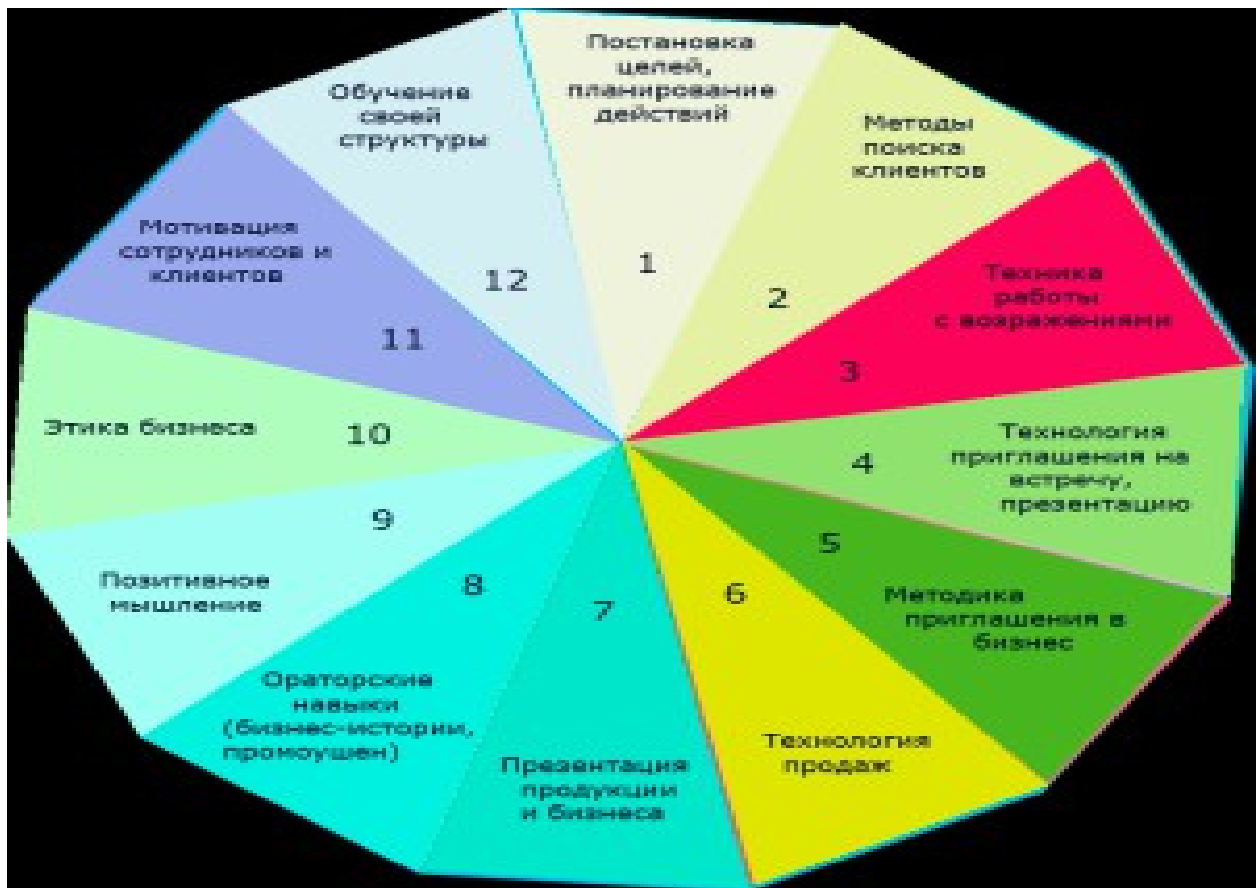 Постановка
целей,
планирование
действий
1
Методы
поиска
клиентов
2
Техника
работы
с возражениями
3
Технология
приглашения на
встречу,
презентацию
4
Методика
приглашения в
бизнес
5
Технология
продаж
6
Презентация
продукции
и бизнеса
7
Ораторские
навыки
(бизнес-истории,
промоушен)
8
Позитивное
мышление
9
Этика бизнеса
10
Мотивация
сотрудников и
клиентов
11
Обучение
своей
структуры
12